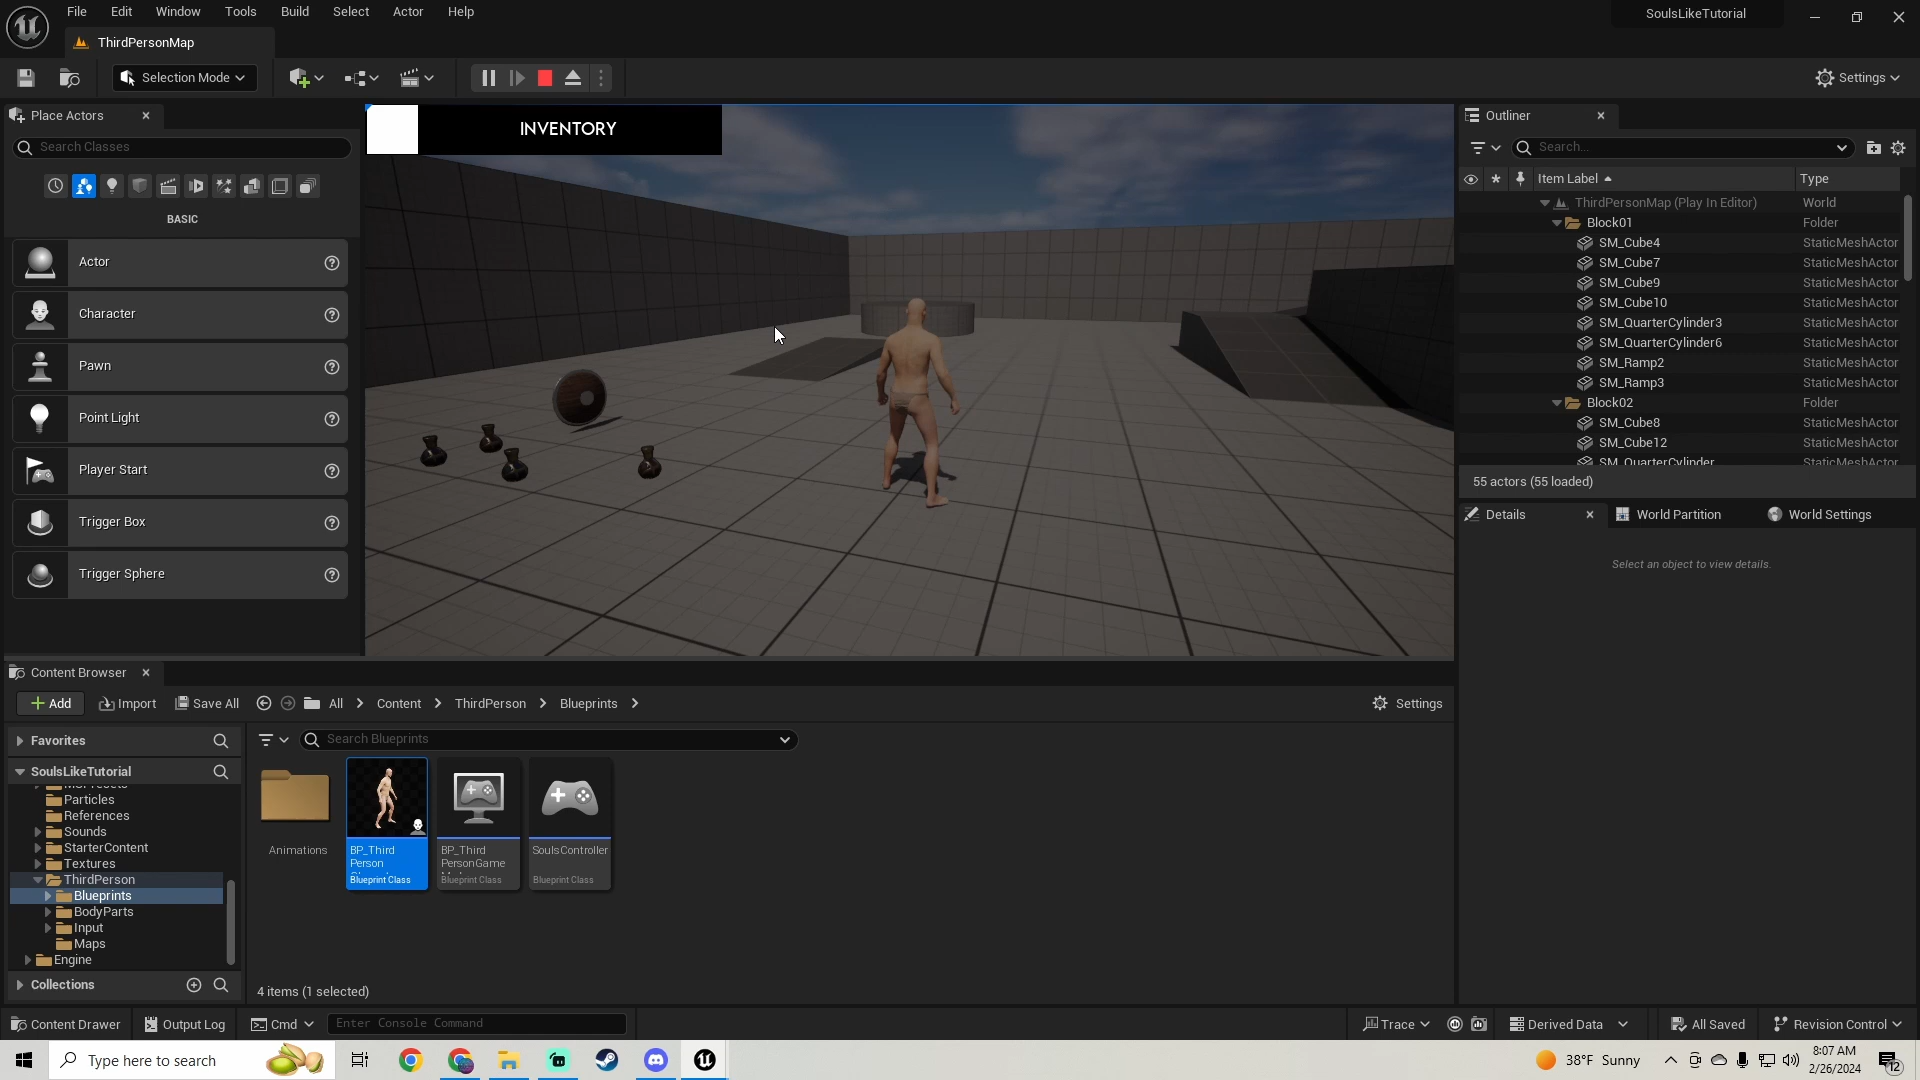 File Edit Window Tools Build Select Actor Help
SoulsLikeTutorial
ThirdPersonMap
Selection Mode
Settings
Place Actors
Search Classes
BASIC
Actor
Character
Pawn
Point Light
Player Start
Trigger Box
Trigger Sphere
INVENTORY
Outliner
Search...
Item Label Type
ThirdPersonMap (Play In Editor) World
Block01 Folder
SM_Cube4 StaticMeshActor
SM_Cube7 StaticMeshActor
SM_Cube9 StaticMeshActor
SM_Cube10 StaticMeshActor
SM_QuarterCylinder3 StaticMeshActor
SM_QuarterCylinder6 StaticMeshActor
SM_Ramp2 StaticMeshActor
SM_Ramp3 StaticMeshActor
Block02 Folder
SM_Cube8 StaticMeshActor
SM_Cube12 StaticMeshActor
SM_QuarterCylinder StaticMeshActor
55 actors (55 loaded)
Details World Partition World Settings
Select an object to view details.
Content Browser
Add Import Save All All Content ThirdPerson Blueprints Settings
Favorites
Search Blueprints
SoulsLikeTutorial
Particles
References
Sounds
StarterContent
Textures
ThirdPerson
Blueprints
BodyParts
Input
Maps
Engine
Collections
Animations
BP_Third
Person
Blueprint Class
BP_Third
PersonGame
Blueprint Class
SoulsController
Blueprint Class
4 items (1 selected)
Content Drawer Output Log Cmd Enter Console Command Trace Derived Data All Saved Revision Control
Type here to search
38°F Sunny
8:07 AM
2/26/2024
12